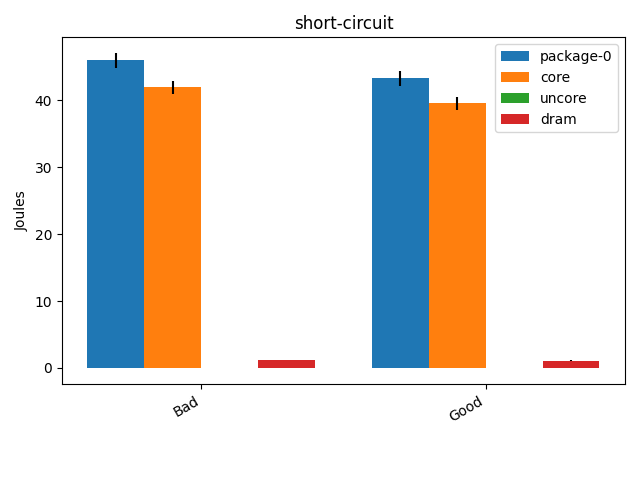 short-circuit
package-0
core
uncore
dram
Joules
40
30
20
10
0
Bad
Good